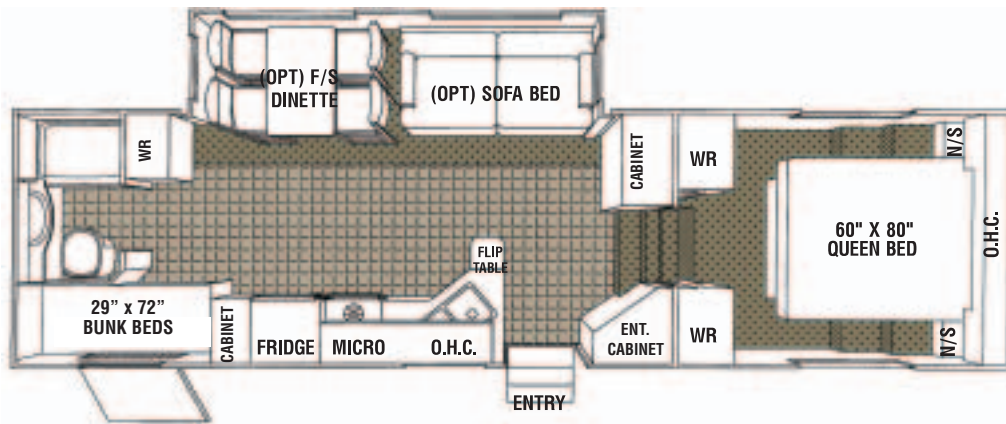 (OPT) F/S
DINETTE
(OPT) SOFA BED
WR
CABINET
WR
N/S
60" X 80"
QUEEN BED
O.H.C.
FLIP
TABLE
29” x 72”
BUNK BEDS
CABINET
FRIDGE
MICRO
O.H.C.
ENT.
CABINET
WR
N/S
ENTRY